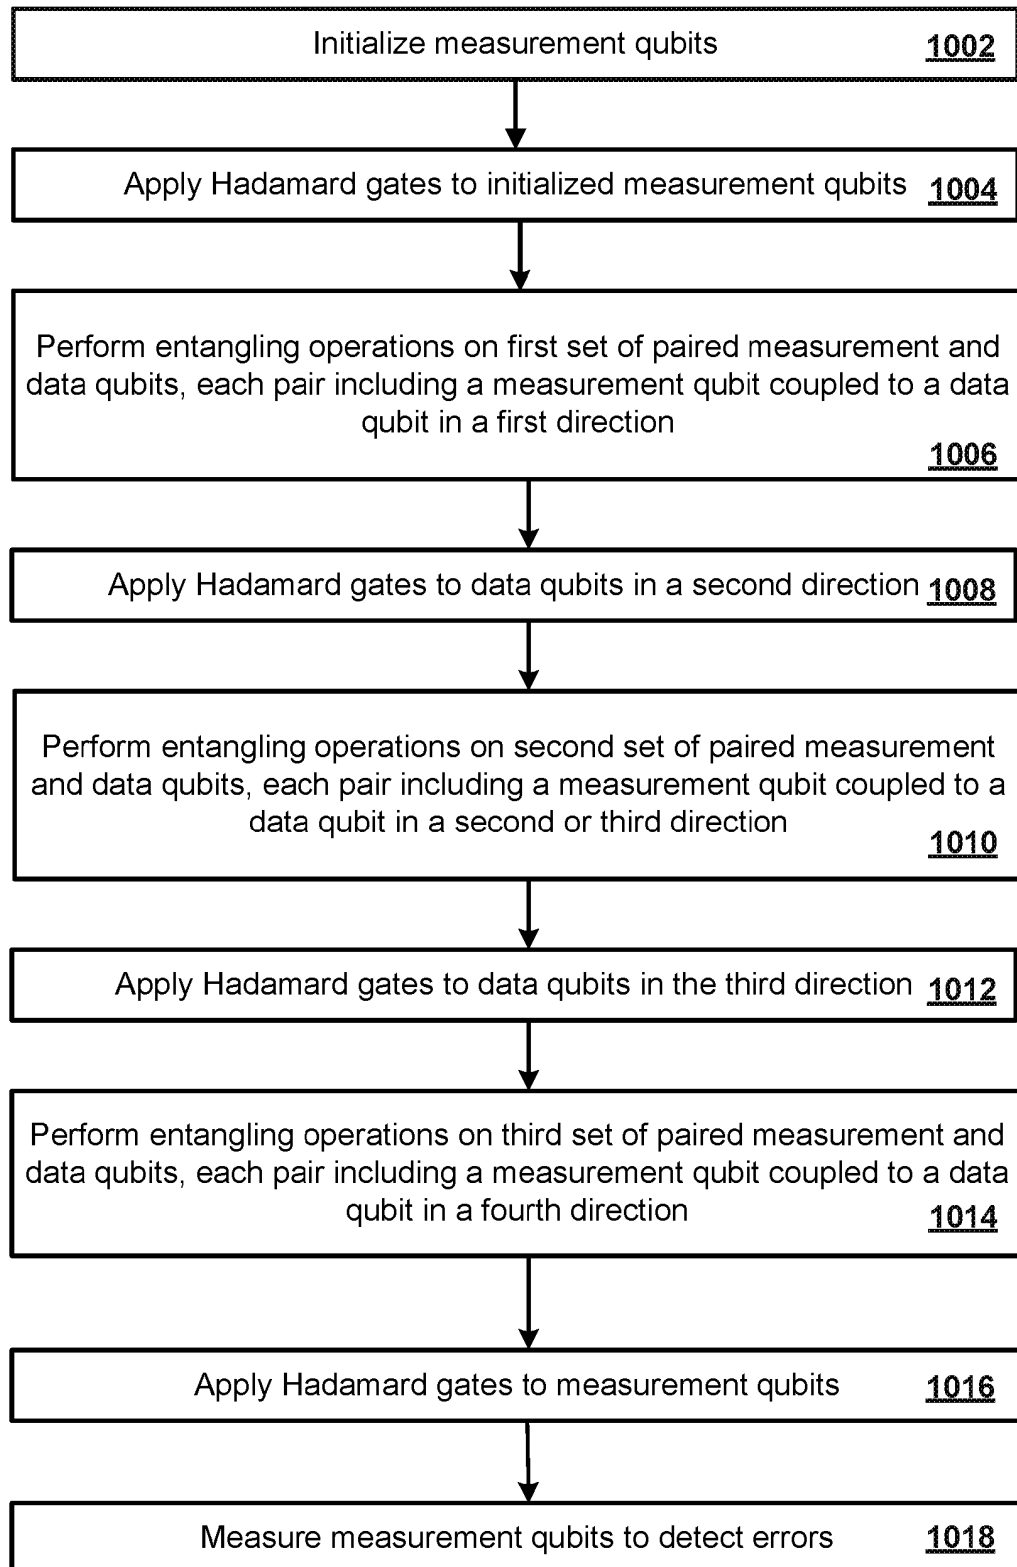 Initialize measurement qubits 1002
Apply Hadamard gates to initialized measurement qubits 1004
Perform entangling operations on first set of paired measurement and
data qubits, each pair including a measurement qubit coupled to a data
qubit in a first direction
1006
Apply Hadamard gates to data qubits in a second direction 1008
Perform entangling operations on second set of paired measurement
and data qubits, each pair including a measurement qubit coupled to a
data qubit in a second or third direction
1010
Apply Hadamard gates to data qubits in the third direction 1012
Perform entangling operations on third set of paired measurement and
data qubits, each pair including a measurement qubit coupled to a data
qubit in a fourth direction
1014
Apply Hadamard gates to measurement qubits 1016
Measure measurement qubits to detect errors 1018